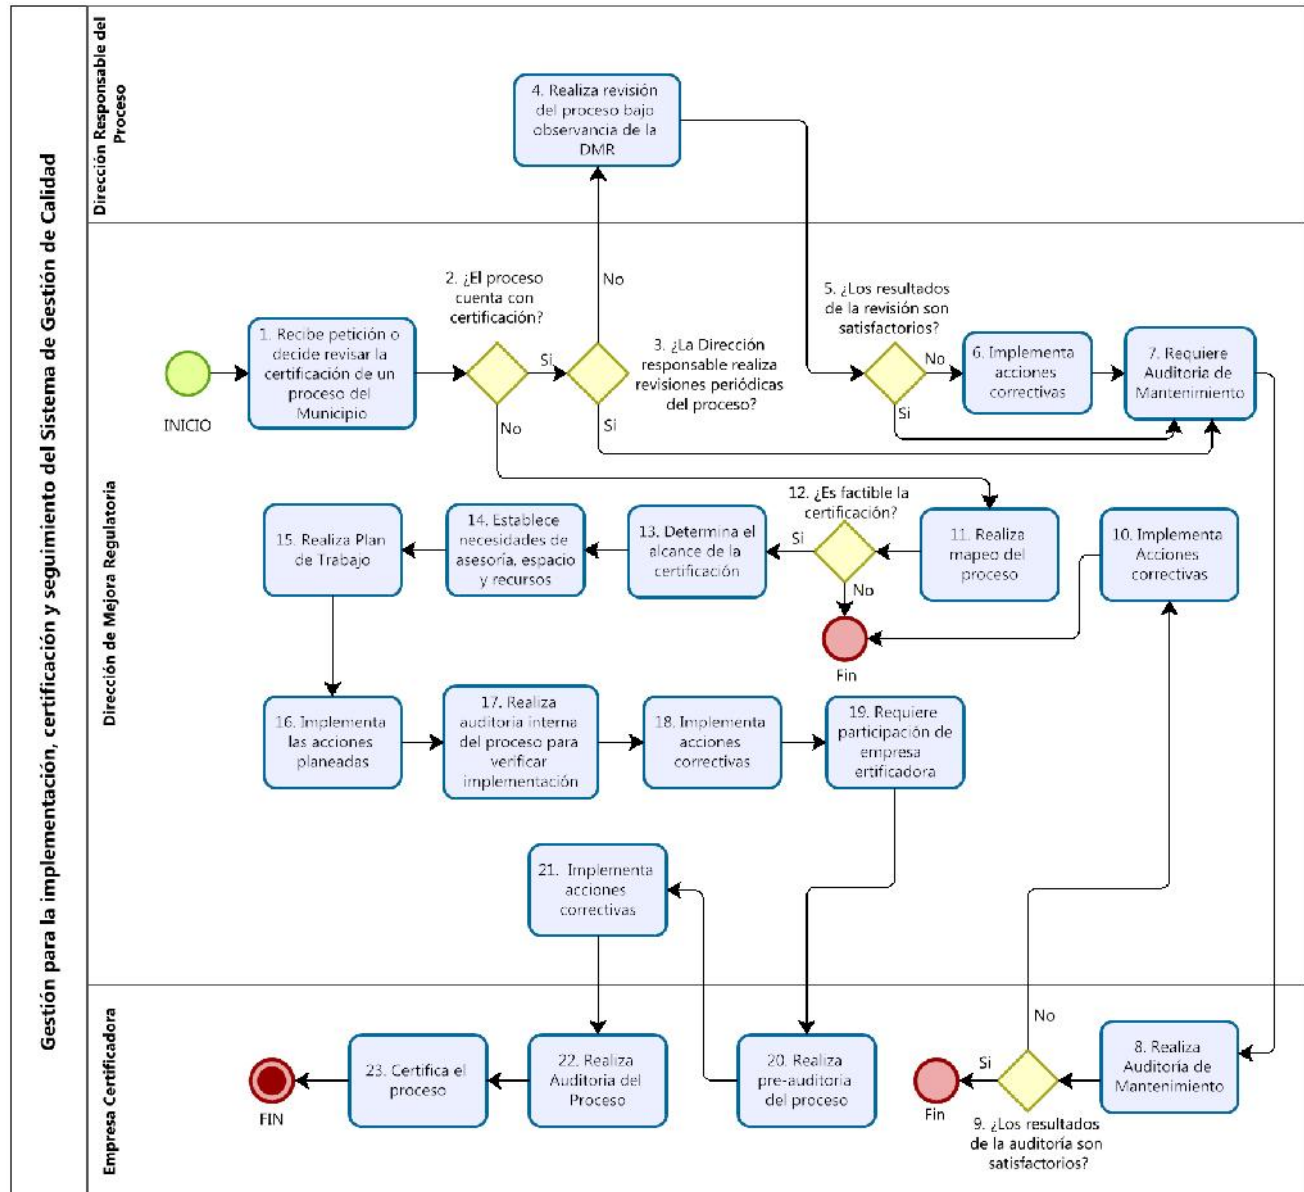 Gestión para la implementación, certificación y seguimiento del Sistema de Gestión de Calidad
Dirección Responsable del
Proceso
4. Realiza revisión
del proceso bajo
observancia de la
DMR
Dirección de Mejora Regulatoria
INICIO
1. Recibe petición o
decide revisar la
certificación de un
proceso del
Municipio
2. ¿El proceso
cuenta con
certificación?
Si
No
3. ¿La Dirección
responsable realiza
revisiones periódicas
del proceso?
No
Si
5. ¿Los resultados
de la revisión son
satisfactorios?
No
Si
6. Implementa
acciones
correctivas
7. Requiere
Auditoria de
Mantenimiento
15. Realiza Plan
de Trabajo
14. Establece
necesidades de
asesoría, espacio
y recursos
13. Determina el
alcance de la
certificación
12. ¿Es factible la
certificación?
Si
No
Fin
11. Realiza
mapeo del
proceso
10. Implementa
Acciones
correctivas
16. Implementa
las acciones
planeadas
17. Realiza
auditoria interna
del proceso para
verificar
implementación
18. Implementa
acciones
correctivas
19. Requiere
participación de
empresa
ertificadora
21. Implementa
acciones
correctivas
Empresa Certificadora
FIN
23. Certifica el
proceso
22. Realiza
Auditoria del
Proceso
20. Realiza
pre-auditoria
del proceso
Fin
Si
No
9. ¿Los resultados
de la auditoría son
satisfactorios?
8. Realiza
Auditoría de
Mantenimiento